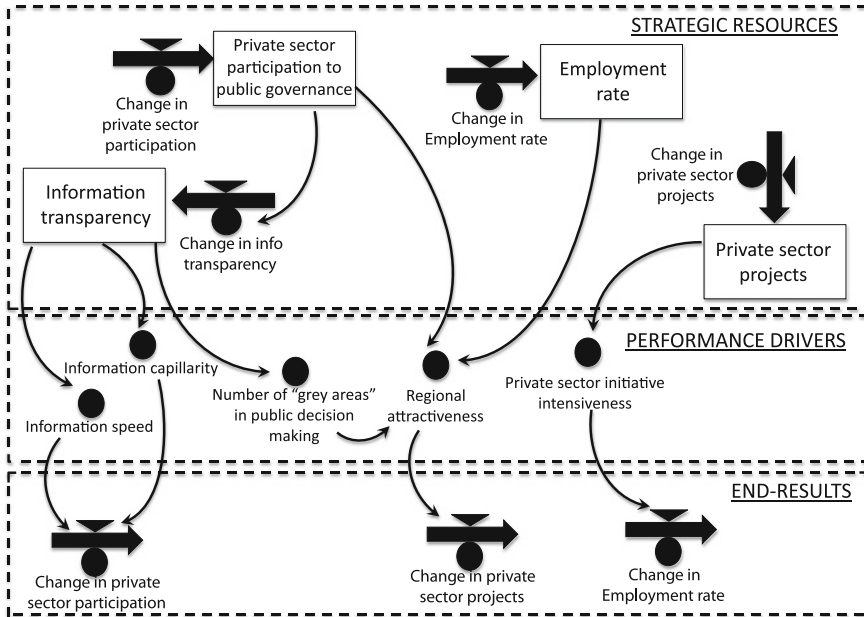 STRATEGIC RESOURCES
Private sector
participation to
public governance
Employment
rate
Change in
private sector
participation
Change in
Employment rate
Change in
private sector
projects
Information
transparency
Change in info
transparency
Private sector
projects
PERFORMANCE DRIVERS
Information capillarity
Information speed
Number of “grey areas”
in public decision
making
Regional
attractiveness
Private sector initiative
intensiveness
END-RESULTS
Change in private
sector participation
Change in private
sector projects
Change in
Employment rate